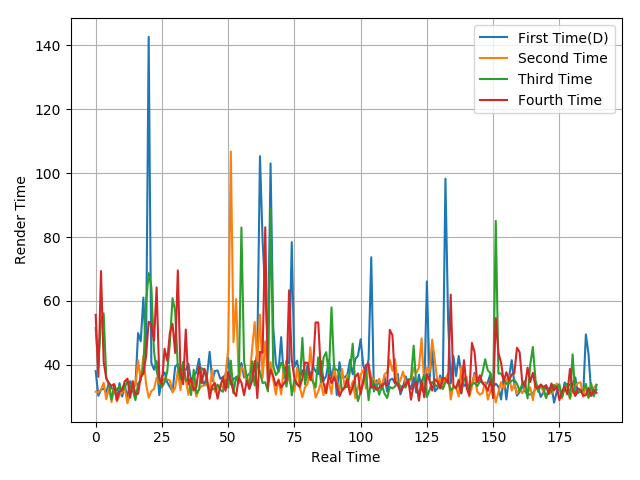 First Time(D)
Second Time
Third Time
Fourth Time
140
120
100
80
60
40
Render Time
0 25 50 75 100 125 150 175
Real Time